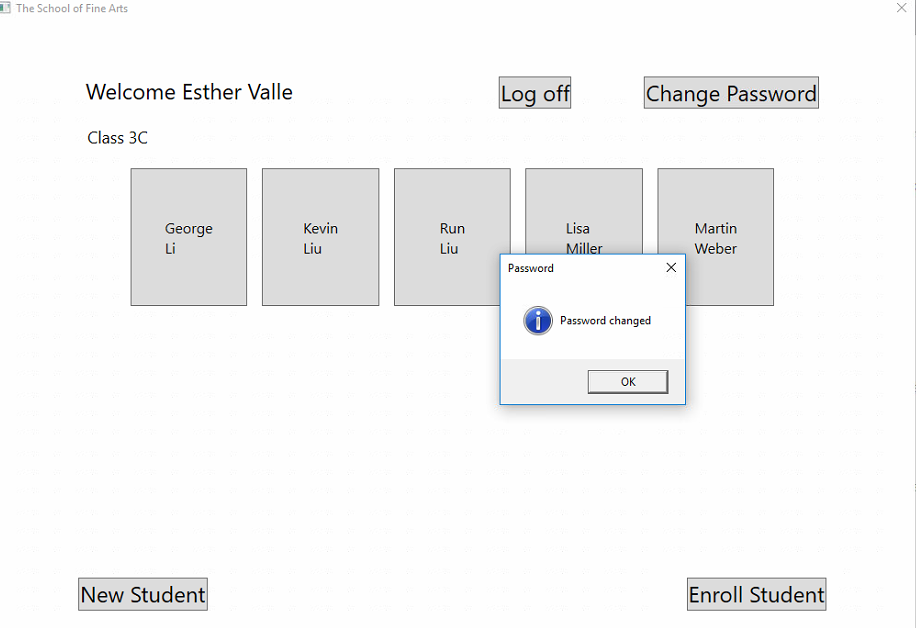 The School of Fine Arts
Welcome Esther Valle
Log off
Change Password
Class 3C
George
Li
Kevin
Liu
Run
Liu
Lisa
Miller
Martin
Weber
Password
Password changed
OK
New Student
Enroll Student